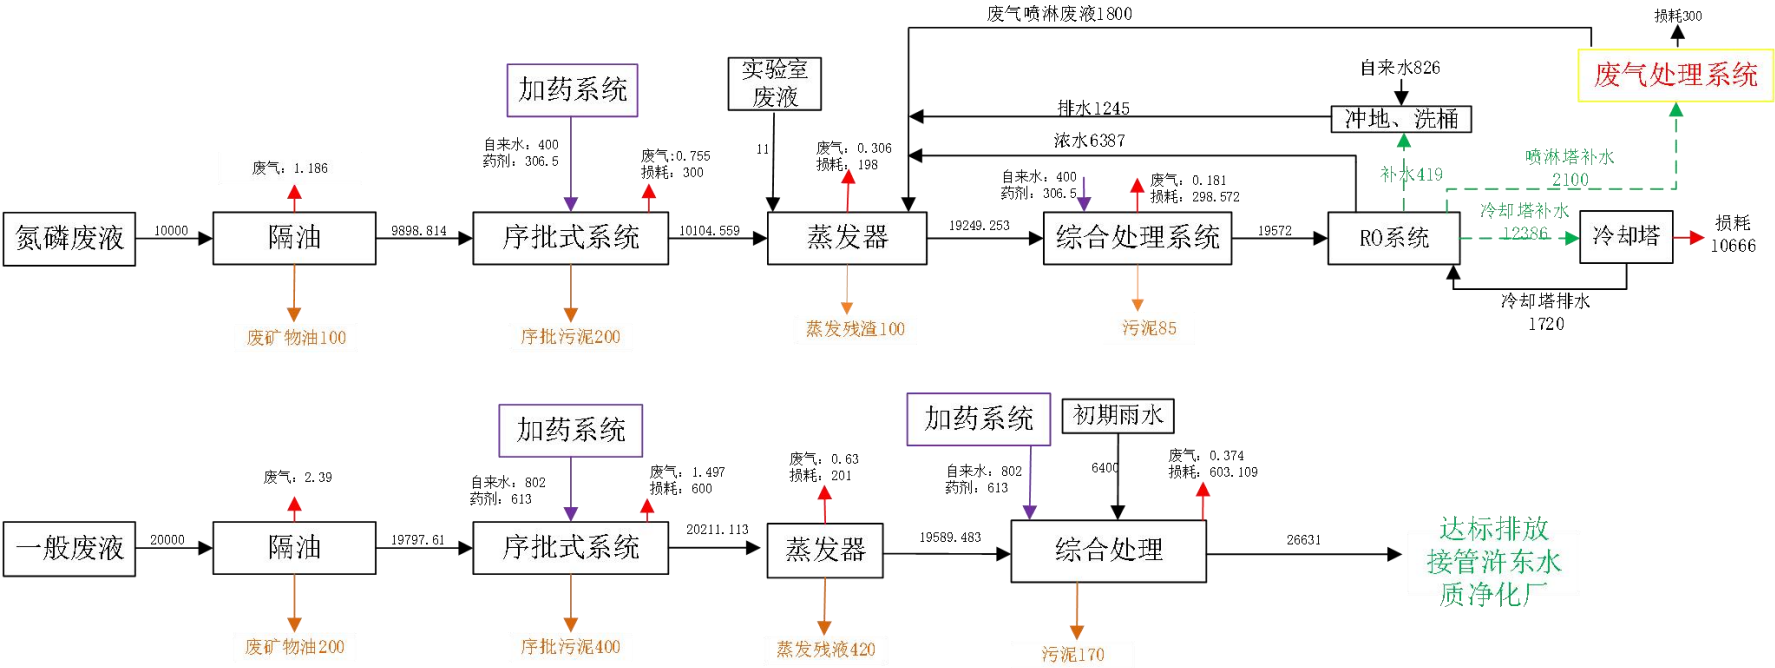 废气喷淋废液1800
损耗300
废气处理系统
自来水826
加药系统
实验室
废液
排水1245
冲地、洗桶
浓水6387
自来水：400
药剂：306.5
废气:0.755
损耗：300
11
废气：0.306
损耗：198
废气：1.186
自来水：400
药剂：306.5
废气：0.181
损耗：298.572
补水419
喷淋塔补水
2100
冷却塔补水
12386
氮磷废液
10000
隔油
9898.814
序批式系统
10104.559
蒸发器
19249.253
综合处理系统
19572
RO系统
冷却塔
损耗
10666
冷却塔排水
1720
废矿物油100
序批污泥200
蒸发残渣100
污泥85
加药系统
加药系统
初期雨水
废气：2.39
自来水：802
药剂：613
废气：1.497
损耗：600
废气：0.63
损耗：201
自来水：802
药剂：613
6400
废气：0.374
损耗：603.109
一般废液
20000
隔油
19797.61
序批式系统
20211.113
蒸发器
19589.483
综合处理
26631
达标排放
接管浒东水
质净化厂
废矿物油200
序批污泥400
蒸发残液420
污泥170